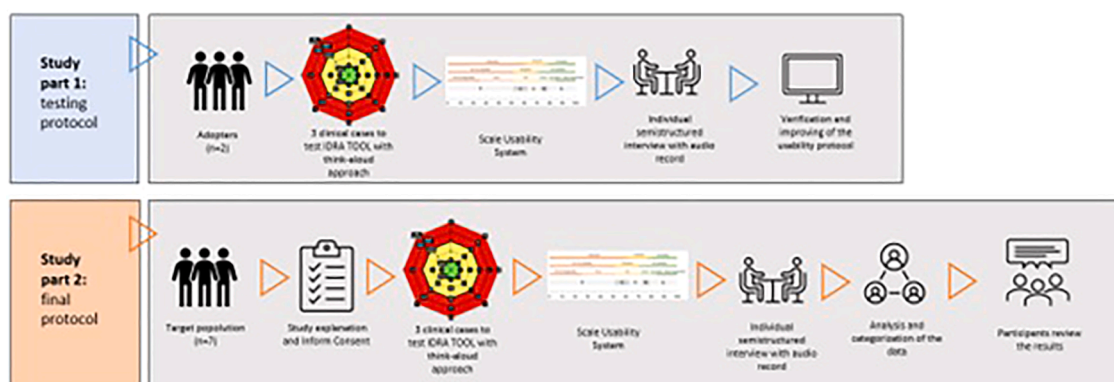 Study
part 1:
testing
protocol
Adopters
(n=2)
3 clinical cases to
test IDRA TOOL with
think-aloud
approach
Scale Usability
System
Individual
semistructured
interview with audio
record
Verification and
improving of the
usability protocol
Study
part 2:
final
protocol
Target popolution
(n=7)
Study explanation
and Inform Consent
3 clinical cases to
test IDRA TOOL with
think-aloud
approach
Scale Usability
System
Individual
semistructured
interview with audio
record
Analysis and
categorization of the
data
Participants review
the results